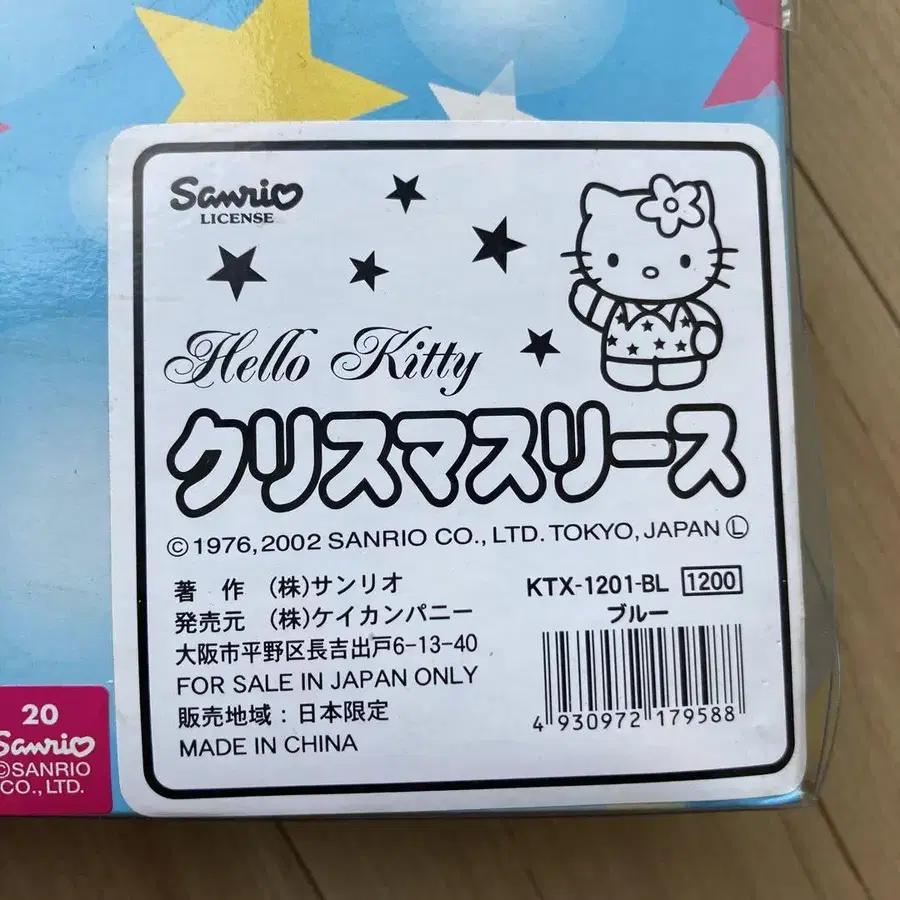 Sanrio
LICENSE
Hello Kitty
クリスマスリース
© 1976, 2002 SANRIO CO., LTD. TOKYO, JAPAN Ⓛ
著 作 (株)サンリオ
発売元 (株)ケイカンパニー
大阪市平野区長吉出戸6-13-40
FOR SALE IN JAPAN ONLY
販売地域:日本限定
MADE IN CHINA
KTX-1201-BL 1200
ブルー
4 930972 179588
20
Sanrio
©SANRIO
CO., LTD.